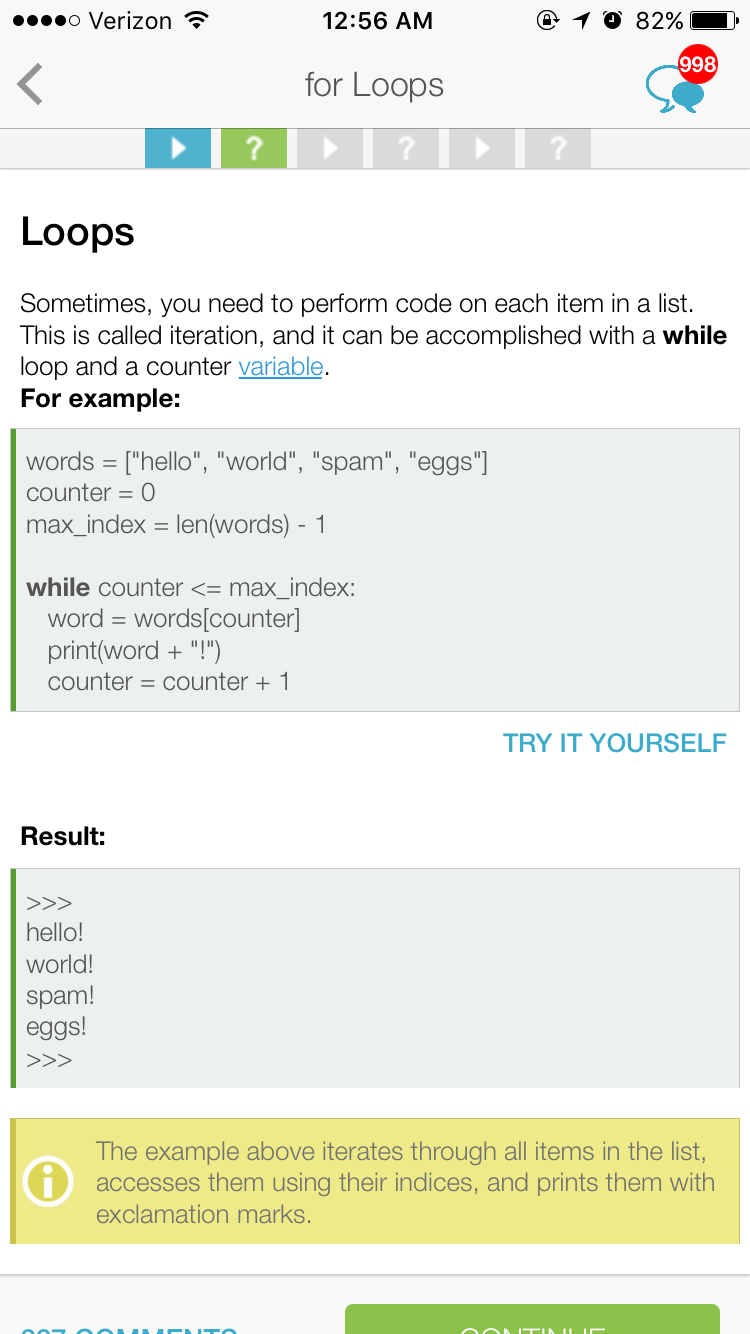 Verizon 12:56 AM 82%
for Loops 998
? ? ?
Loops
Sometimes, you need to perform code on each item in a list.
This is called iteration, and it can be accomplished with a while
loop and a counter variable.
For example:
words = ["hello", "world", "spam", "eggs"]
counter = 0
max_index = len(words) - 1
while counter <= max_index:
word = words[counter]
print(word + "!")
counter = counter + 1
TRY IT YOURSELF
Result:
>>>
hello!
world!
spam!
eggs!
>>>
The example above iterates through all items in the list,
accesses them using their indices, and prints them with
exclamation marks.
COMMENTS CONTINUE